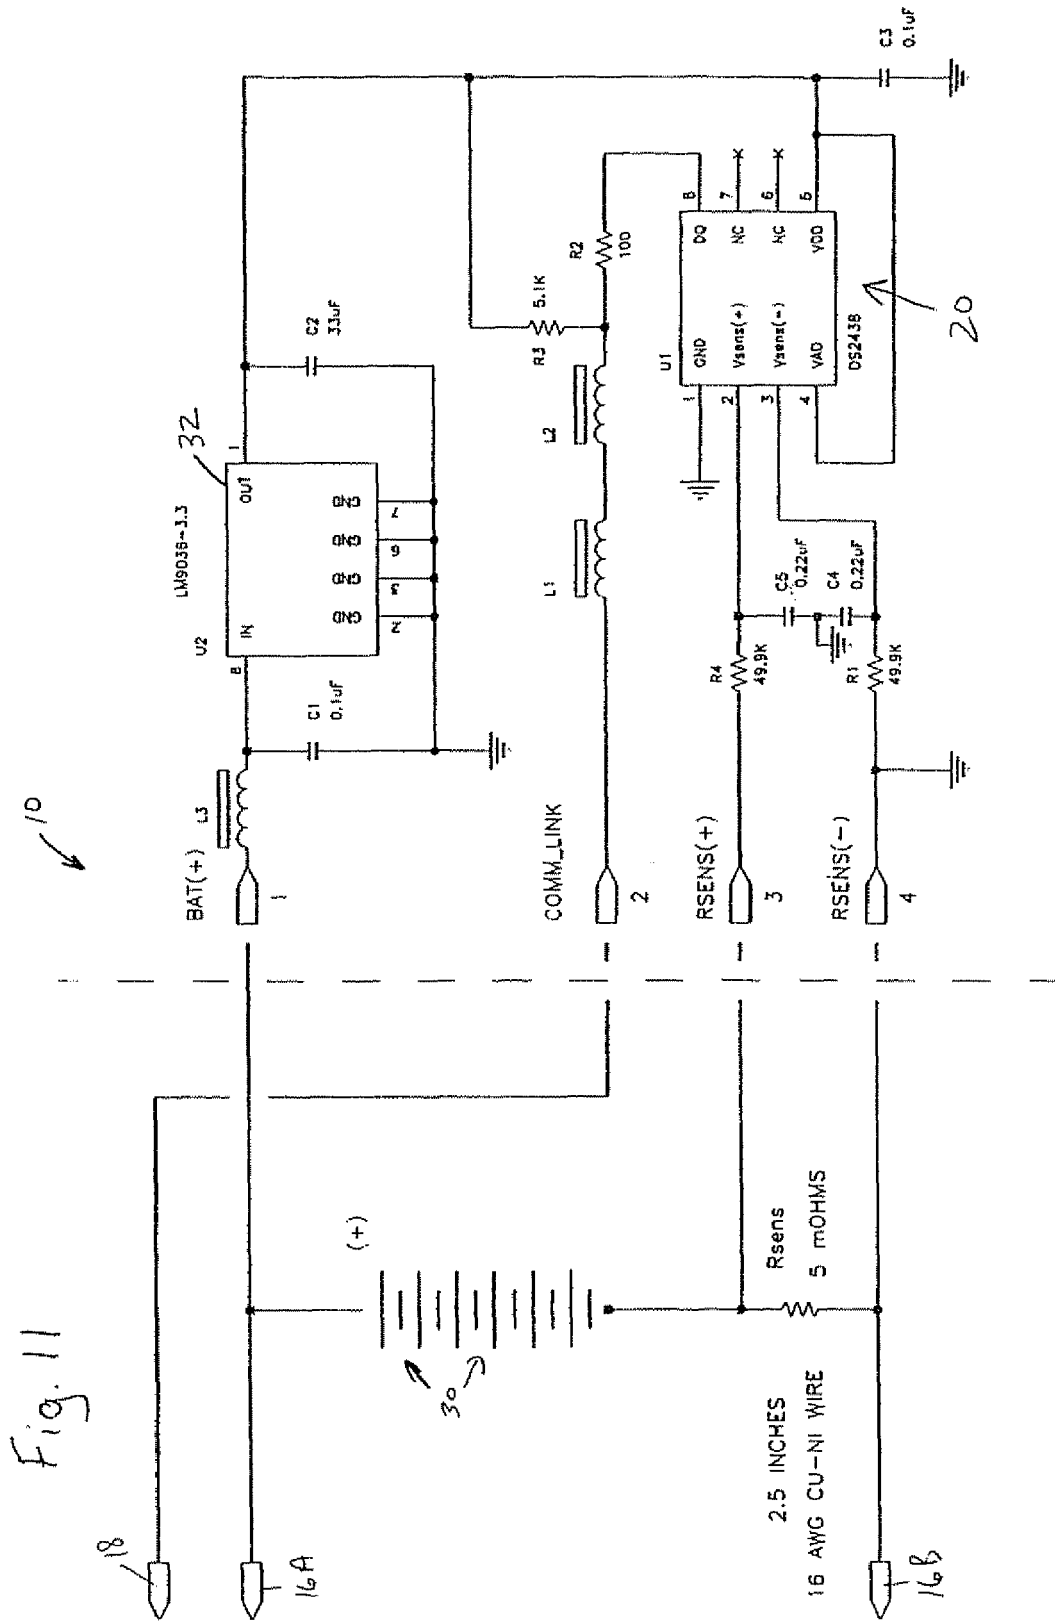 Fig. 11
10
18
16A
16B
30
(+)
2.5 INCHES
16 AWG CU-NI WIRE
Rsens
5 mOHMS
BAT(+)
1
COMM_LINK
2
RSENS(+)
3
RSENS(-)
4
L3
C1
0.1uF
8
U2
LM9036-3.3
32
IN
OUT
GND
GND
GND
GND
2
3
6
7
1
C2
33uF
L1
L2
R3
5.1K
R2
100
R4
49.9K
R1
49.9K
C5
0.22uF
C4
0.22uF
U1
1
2
3
4
GND
Vsens(+)
Vsens(-)
VAD
DQ
NC
NC
VDD
8
7
6
5
DS2438
20
C3
0.1uF